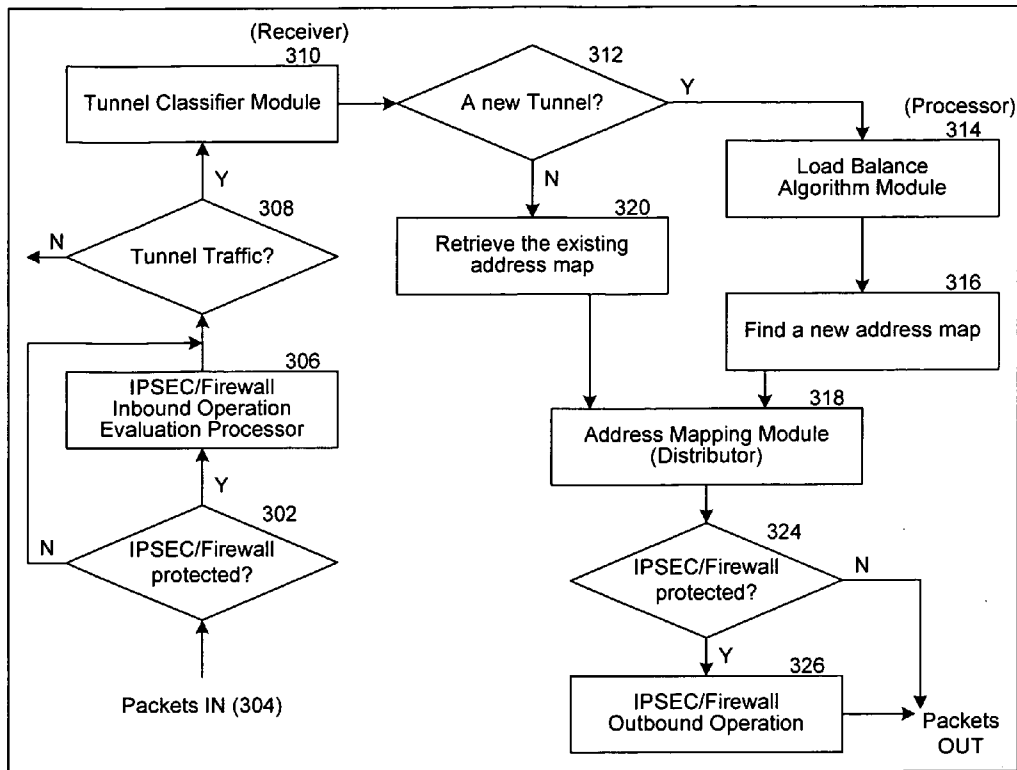 (Receiver)
310
Tunnel Classifier Module
312
A new Tunnel?
Y
(Processor)
314
Load Balance
Algorithm Module
N
320
Retrieve the existing
address map
316
Find a new address map
Y
308
Tunnel Traffic?
N
306
IPSEC/Firewall
Inbound Operation
Evaluation Processor
318
Address Mapping Module
(Distributor)
Y
302
IPSEC/Firewall
protected?
N
324
IPSEC/Firewall
protected?
N
Y
326
IPSEC/Firewall
Outbound Operation
Packets IN (304)
Packets
OUT